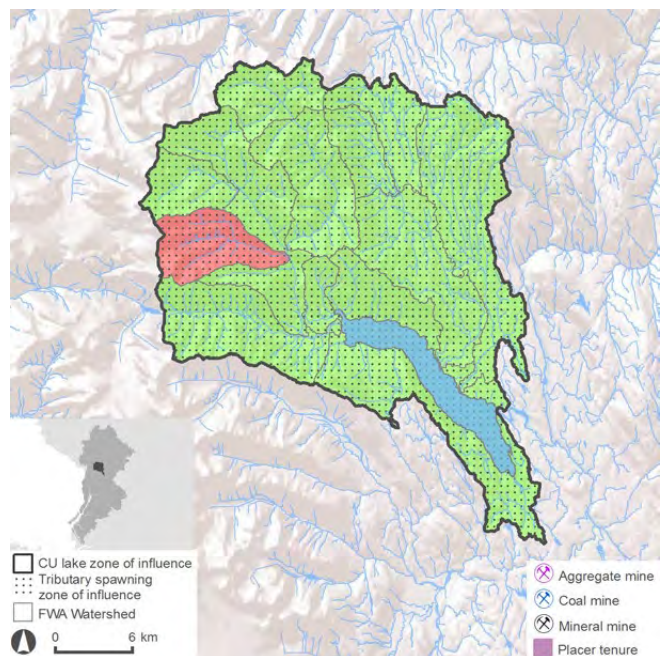 CU lake zone of influence
Tributary spawning
zone of influence
FWA Watershed
0 6 km
Aggregate mine
Coal mine
Mineral mine
Placer tenure